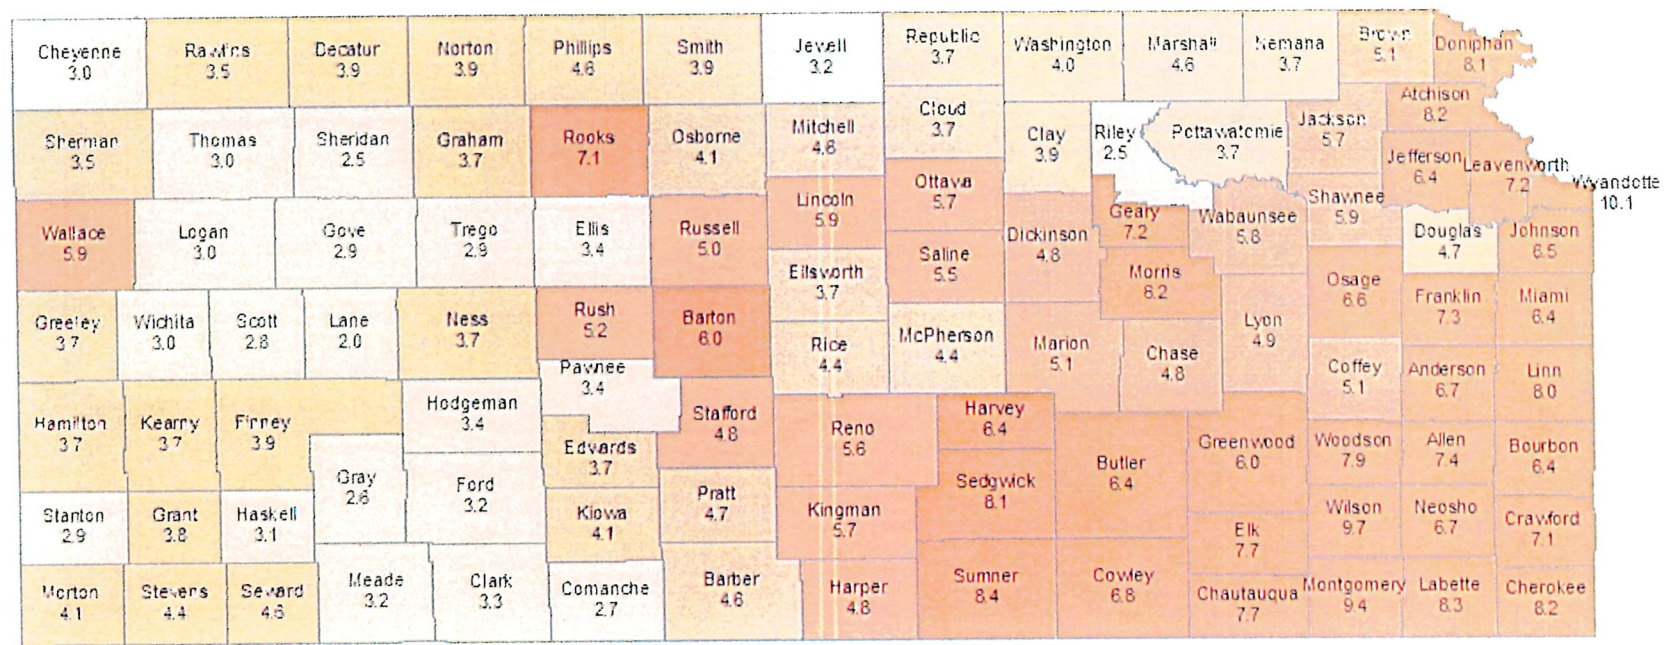 Cheyenne
3.0
Rawlins
3.5
Decatur
3.9
Norton
3.9
Phillips
4.6
Smith
3.9
Jewell
3.2
Republic
3.7
Washington
4.0
Marshall
4.6
Nemaha
3.7
Brown
5.1
Doniphan
8.1
Sherman
3.5
Thomas
3.0
Sheridan
2.5
Graham
3.7
Rooks
7.1
Osborne
4.1
Mitchell
4.6
Cloud
3.7
Clay
3.9
Riley
2.5
Pottawatomie
3.7
Jackson
5.7
Atchison
8.2
Jefferson
6.4
Leavenworth
7.2
Wyandotte
10.1
Wallace
5.9
Logan
3.0
Gove
2.9
Trego
2.9
Ellis
3.4
Russell
5.0
Lincoln
5.9
Ottawa
5.7
Saline
5.5
Dickinson
4.8
Geary
7.2
Wabaunsee
5.8
Shawnee
5.9
Douglas
4.7
Johnson
6.5
Ellsworth
3.7
Morris
6.2
Osage
6.6
Franklin
7.3
Miami
6.4
Greeley
3.7
Wichita
3.0
Scott
2.8
Lane
2.0
Ness
3.7
Rush
5.2
Barton
6.0
Rice
4.4
McPherson
4.4
Marion
5.1
Chase
4.8
Lyon
4.9
Coffey
5.1
Anderson
6.7
Linn
8.0
Pawnee
3.4
Hamilton
3.7
Kearny
3.7
Finney
3.9
Hodgeman
3.4
Stafford
4.8
Edwards
3.7
Reno
5.6
Harvey
6.4
Sedgwick
8.1
Butler
6.4
Greenwood
6.0
Woodson
7.9
Allen
7.4
Bourbon
6.4
Gray
2.6
Ford
3.2
Stanton
2.9
Grant
3.8
Haskell
3.1
Kiowa
4.1
Pratt
4.7
Kingman
5.7
Elk
7.7
Wilson
9.7
Neosho
6.7
Crawford
7.1
Morton
4.1
Stevens
4.4
Seward
4.6
Meade
3.2
Clark
3.3
Comanche
2.7
Barber
4.6
Harper
4.8
Sumner
8.4
Cowley
6.8
Chautauqua
7.7
Montgomery
9.4
Labette
8.3
Cherokee
8.2